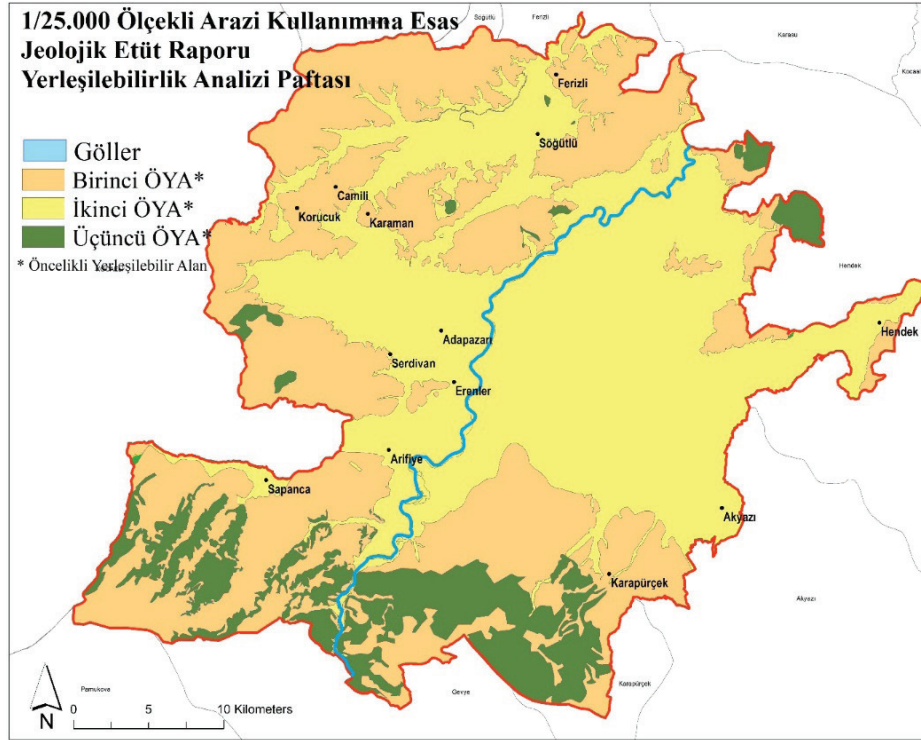 1/25.000 Ölçekli Arazi Kullanımına Esas
Jeolojik Etüt Raporu
Yerleşilebilirlik Analizi Paftası
Göller
Birinci ÖYA*
İkinci ÖYA*
Üçüncü ÖYA*
* Öncelikli Yerleşilebilir Alan
Söğütlü
Ferizli
Karasu
Ferizli
Söğütlü
Camili
Korucuk
Karaman
Hendek
Hendek
Adapazarı
Serdivan
Erenler
Arifiye
Sapanca
Akyazı
Karapürçek
Akyazı
Pamukova
Geyve
Karapürçek
N
0 5 10 Kilometers